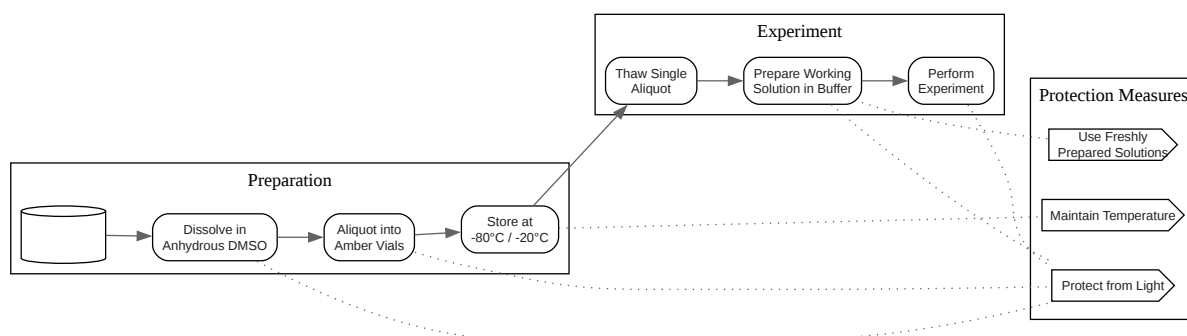 Experiment
Thaw Single
Aliquot
Prepare Working
Solution in Buffer
Perform
Experiment
Protection Measures
Use Freshly
Prepared Solutions
Maintain Temperature
Protect from Light
Preparation
Dissolve in
Anhydrous DMSO
Aliquot into
Amber Vials
Store at
-80°C / -20°C